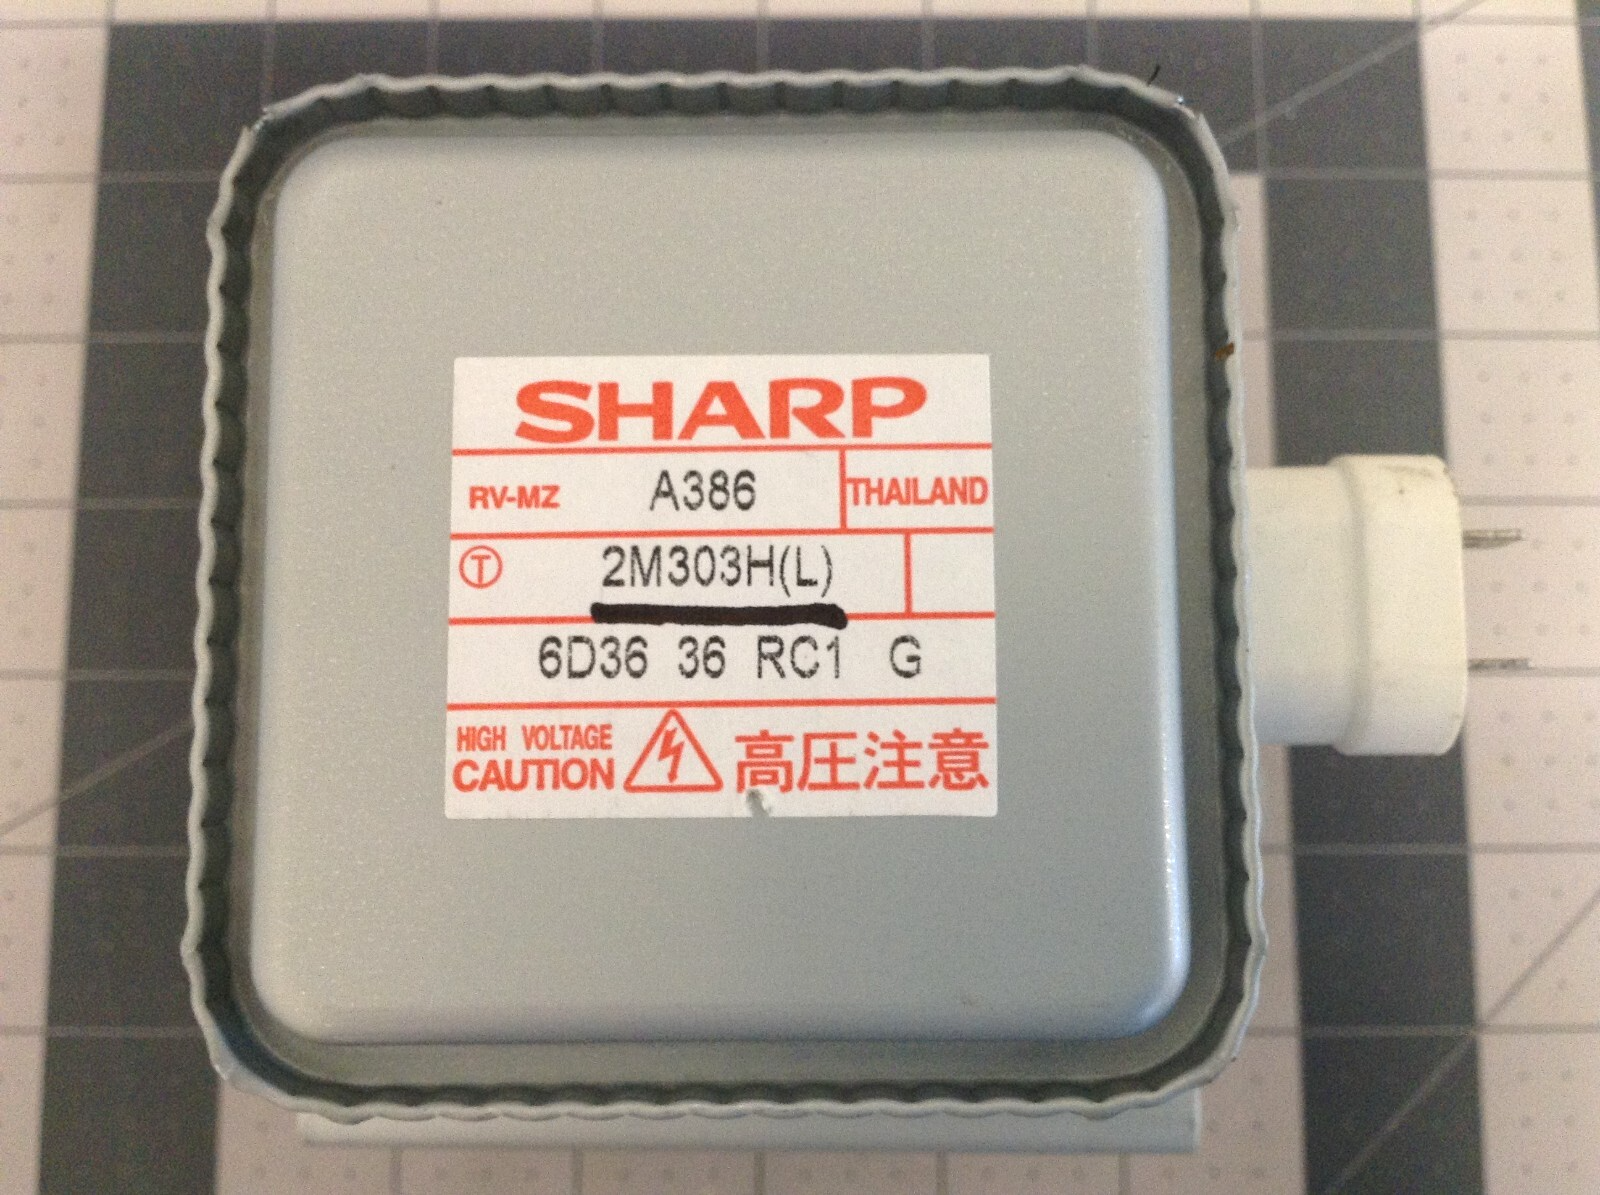 SHARP
RV-MZ A386 THAILAND
Ⓣ 2M303H(L)
6D36 36 RC1 G
HIGH VOLTAGE
CAUTION 高圧注意